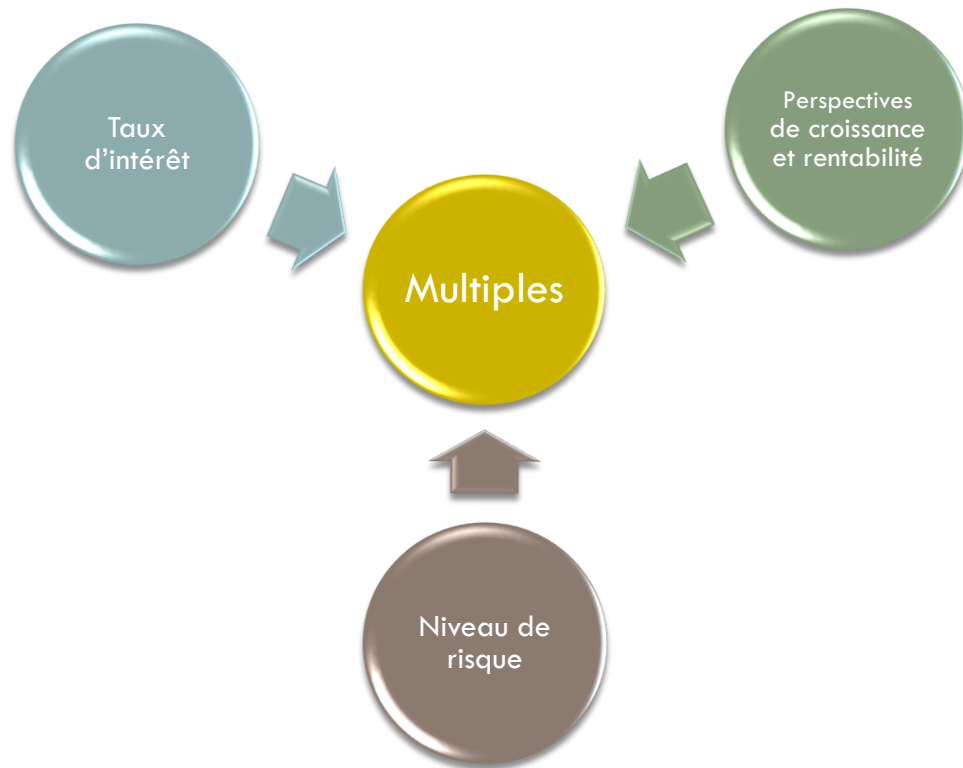 Taux
d’intérêt
Perspectives
de croissance
et rentabilité
Multiples
Niveau de
risque